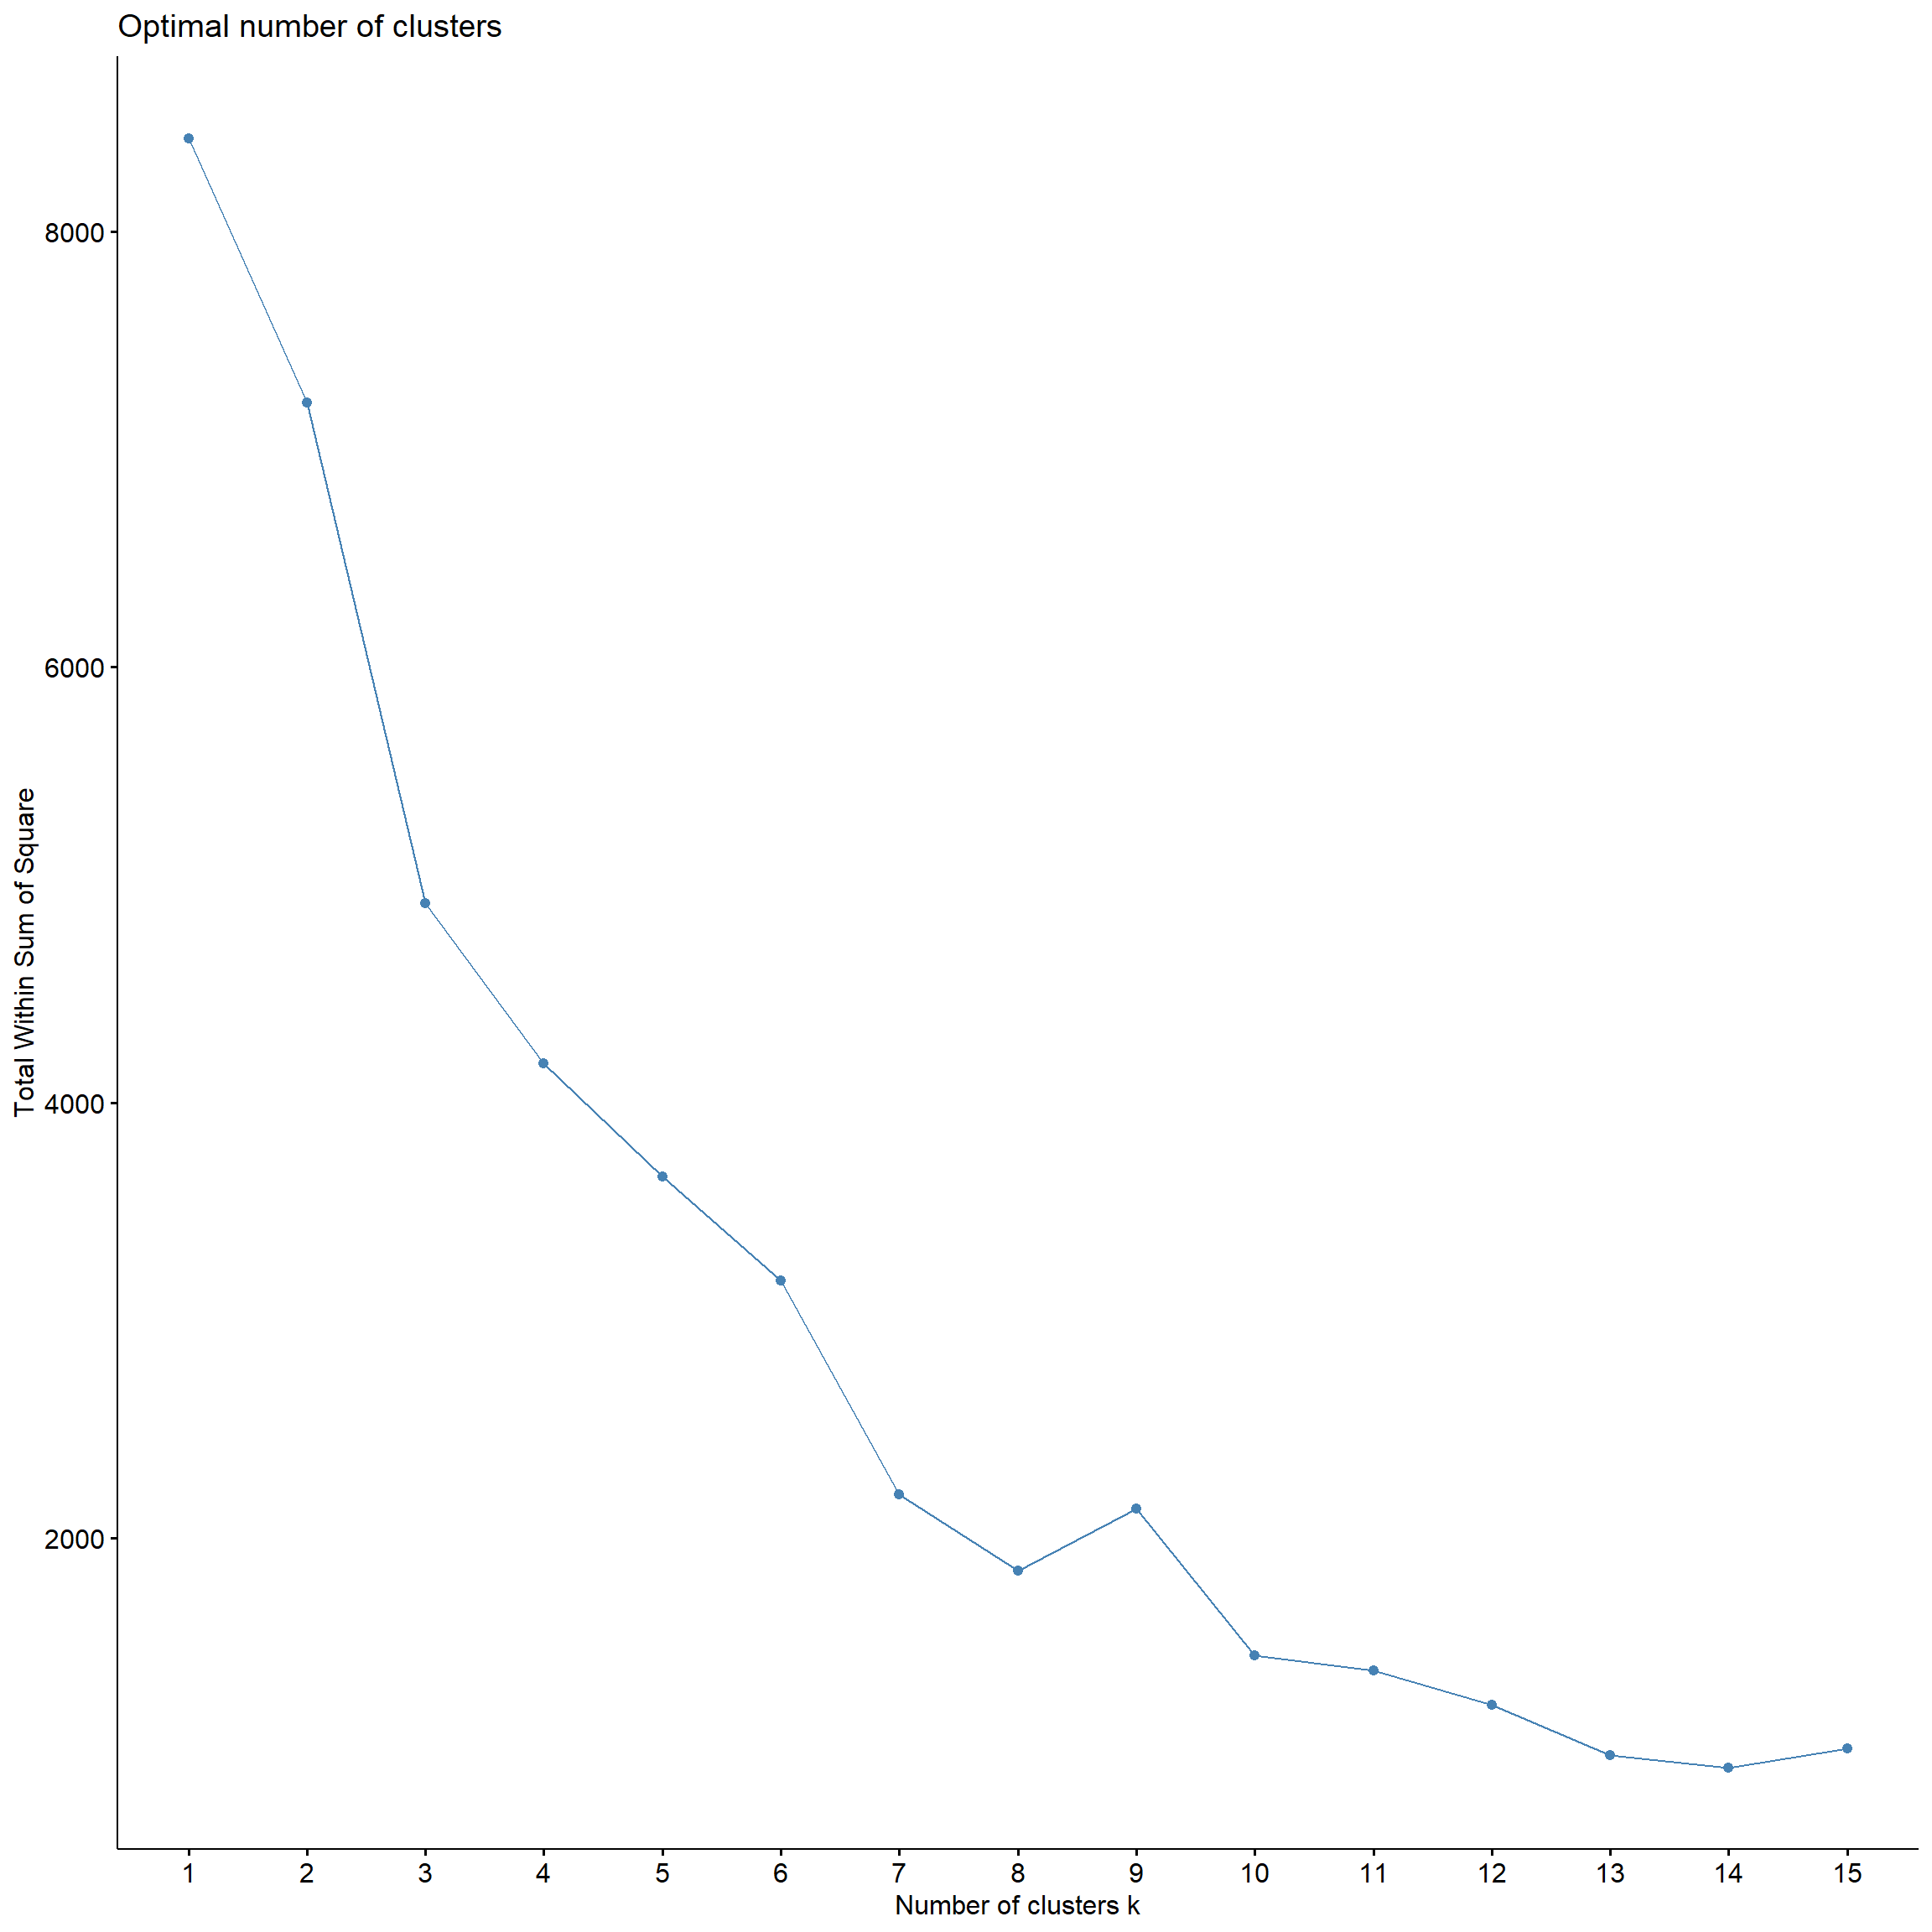 Optimal number of clusters
Total Within Sum of Square
8000
6000
4000
2000
1 2 3 4 5 6 7 8 9 10 11 12 13 14 15
Number of clusters k